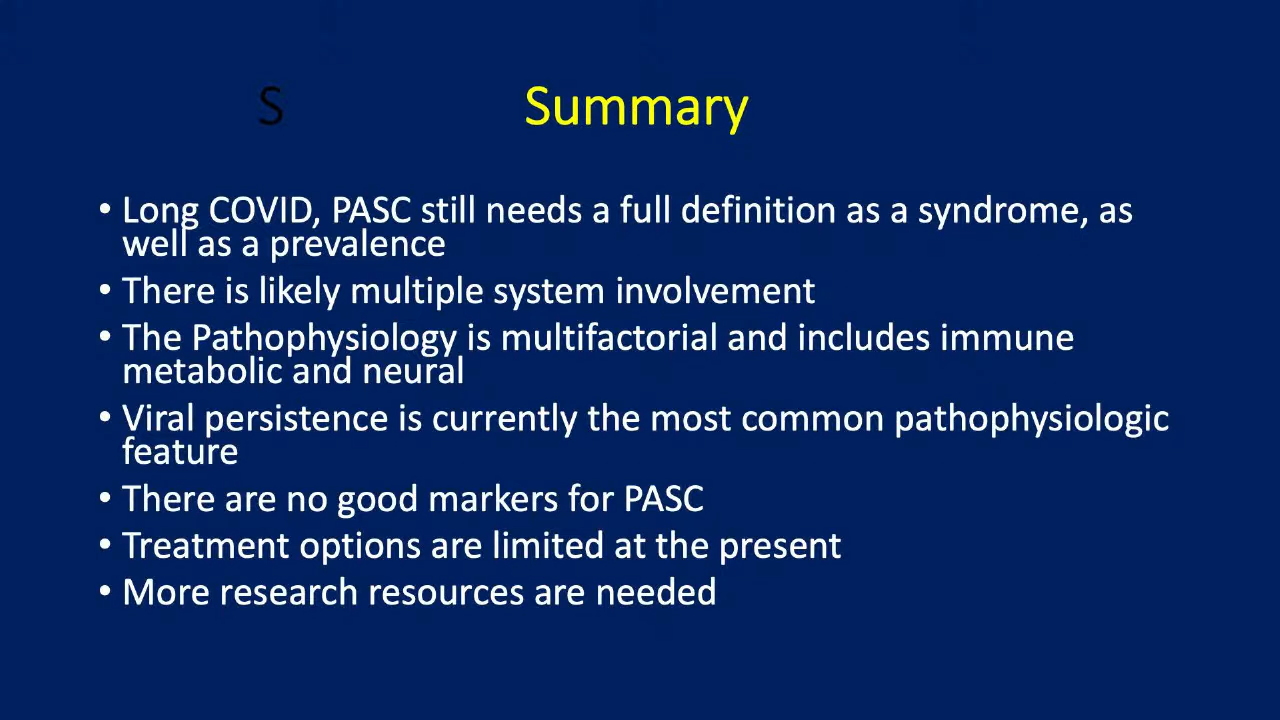 S Summary
• Long COVID, PASC still needs a full definition as a syndrome, as
well as a prevalence
• There is likely multiple system involvement
• The Pathophysiology is multifactorial and includes immune
metabolic and neural
• Viral persistence is currently the most common pathophysiologic
feature
• There are no good markers for PASC
• Treatment options are limited at the present
• More research resources are needed